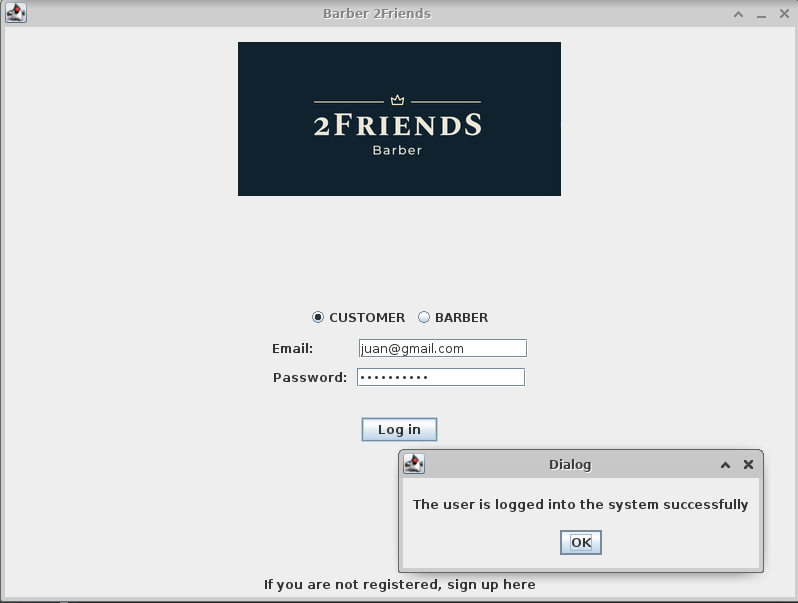 Barber 2Friends
2FRIENDS
Barber
CUSTOMER BARBER
Email: juan@gmail.com
Password: ••••••••••
Log in
Dialog
The user is logged into the system successfully
OK
If you are not registered, sign up here